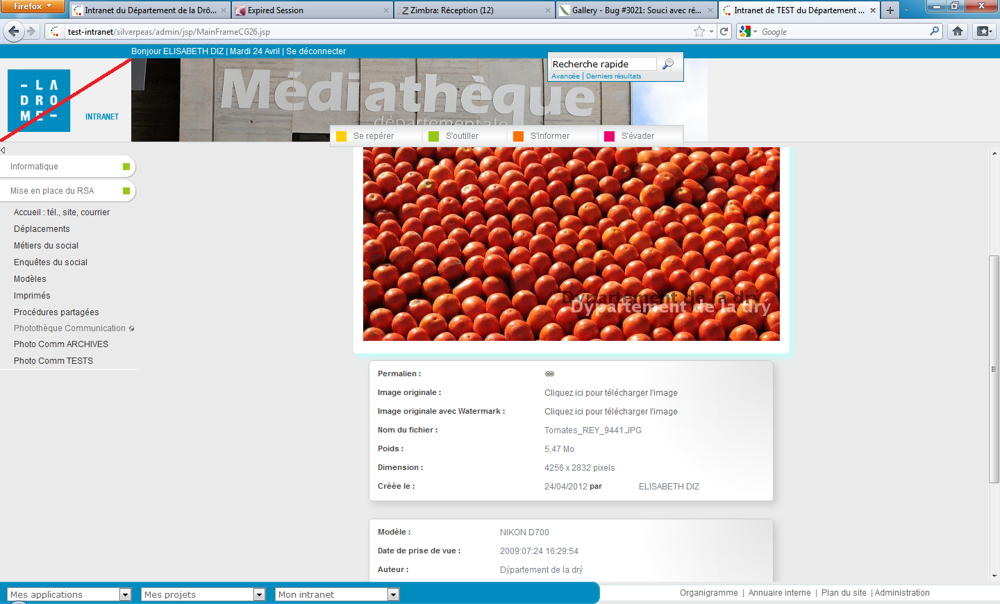 Firefox
Intranet du Département de la Drô...
Expired Session
Zimbra: Réception (12)
Gallery - Bug #3021: Souci avec ré...
Intranet de TEST du Département ...
test-intranet/silverpeas/admin/jsp/MainFrameCG26.jsp
Google
Bonjour ELISABETH DIZ | Mardi 24 Avril | Se déconnecter
LA
DRO
ME
INTRANET
Médiathèque
départementale
Recherche rapide
Avancée | Derniers résultats
Se repérer
S'outiller
S'informer
S'évader
Informatique
Mise en place du RSA
Accueil : tél., site, courrier
Déplacements
Métiers du social
Enquêtes du social
Modèles
Imprimés
Procédures partagées
Photothèque Communication
Photo Comm ARCHIVES
Photo Comm TESTS
Dypartement de la dry
Dypartement de la dry
Permalien :
Image originale : Cliquez ici pour télécharger l'image
Image originale avec Watermark : Cliquez ici pour télécharger l'image
Nom du fichier : Tomates_REY_9441.JPG
Poids : 5,47 Mo
Dimension : 4256 x 2832 pixels
Créée le : 24/04/2012 par ELISABETH DIZ
Modèle : NIKON D700
Date de prise de vue : 2009:07:24 16:29:54
Auteur : Dýpartement de la drý
Mes applications
Mes projets
Mon intranet
Organigramme | Annuaire interne | Plan du site | Administration